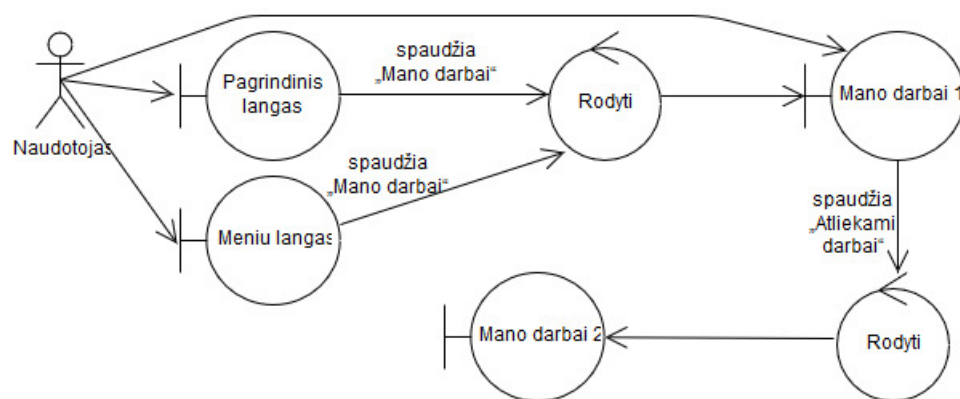 Naudotojas
Pagrindinis
langas
spaudžia
„Mano darbai“
Rodyti
Mano darbai 1
spaudžia
„Mano darbai“
Meniu langas
spaudžia
„Atliekami
darbai“
Mano darbai 2
Rodyti